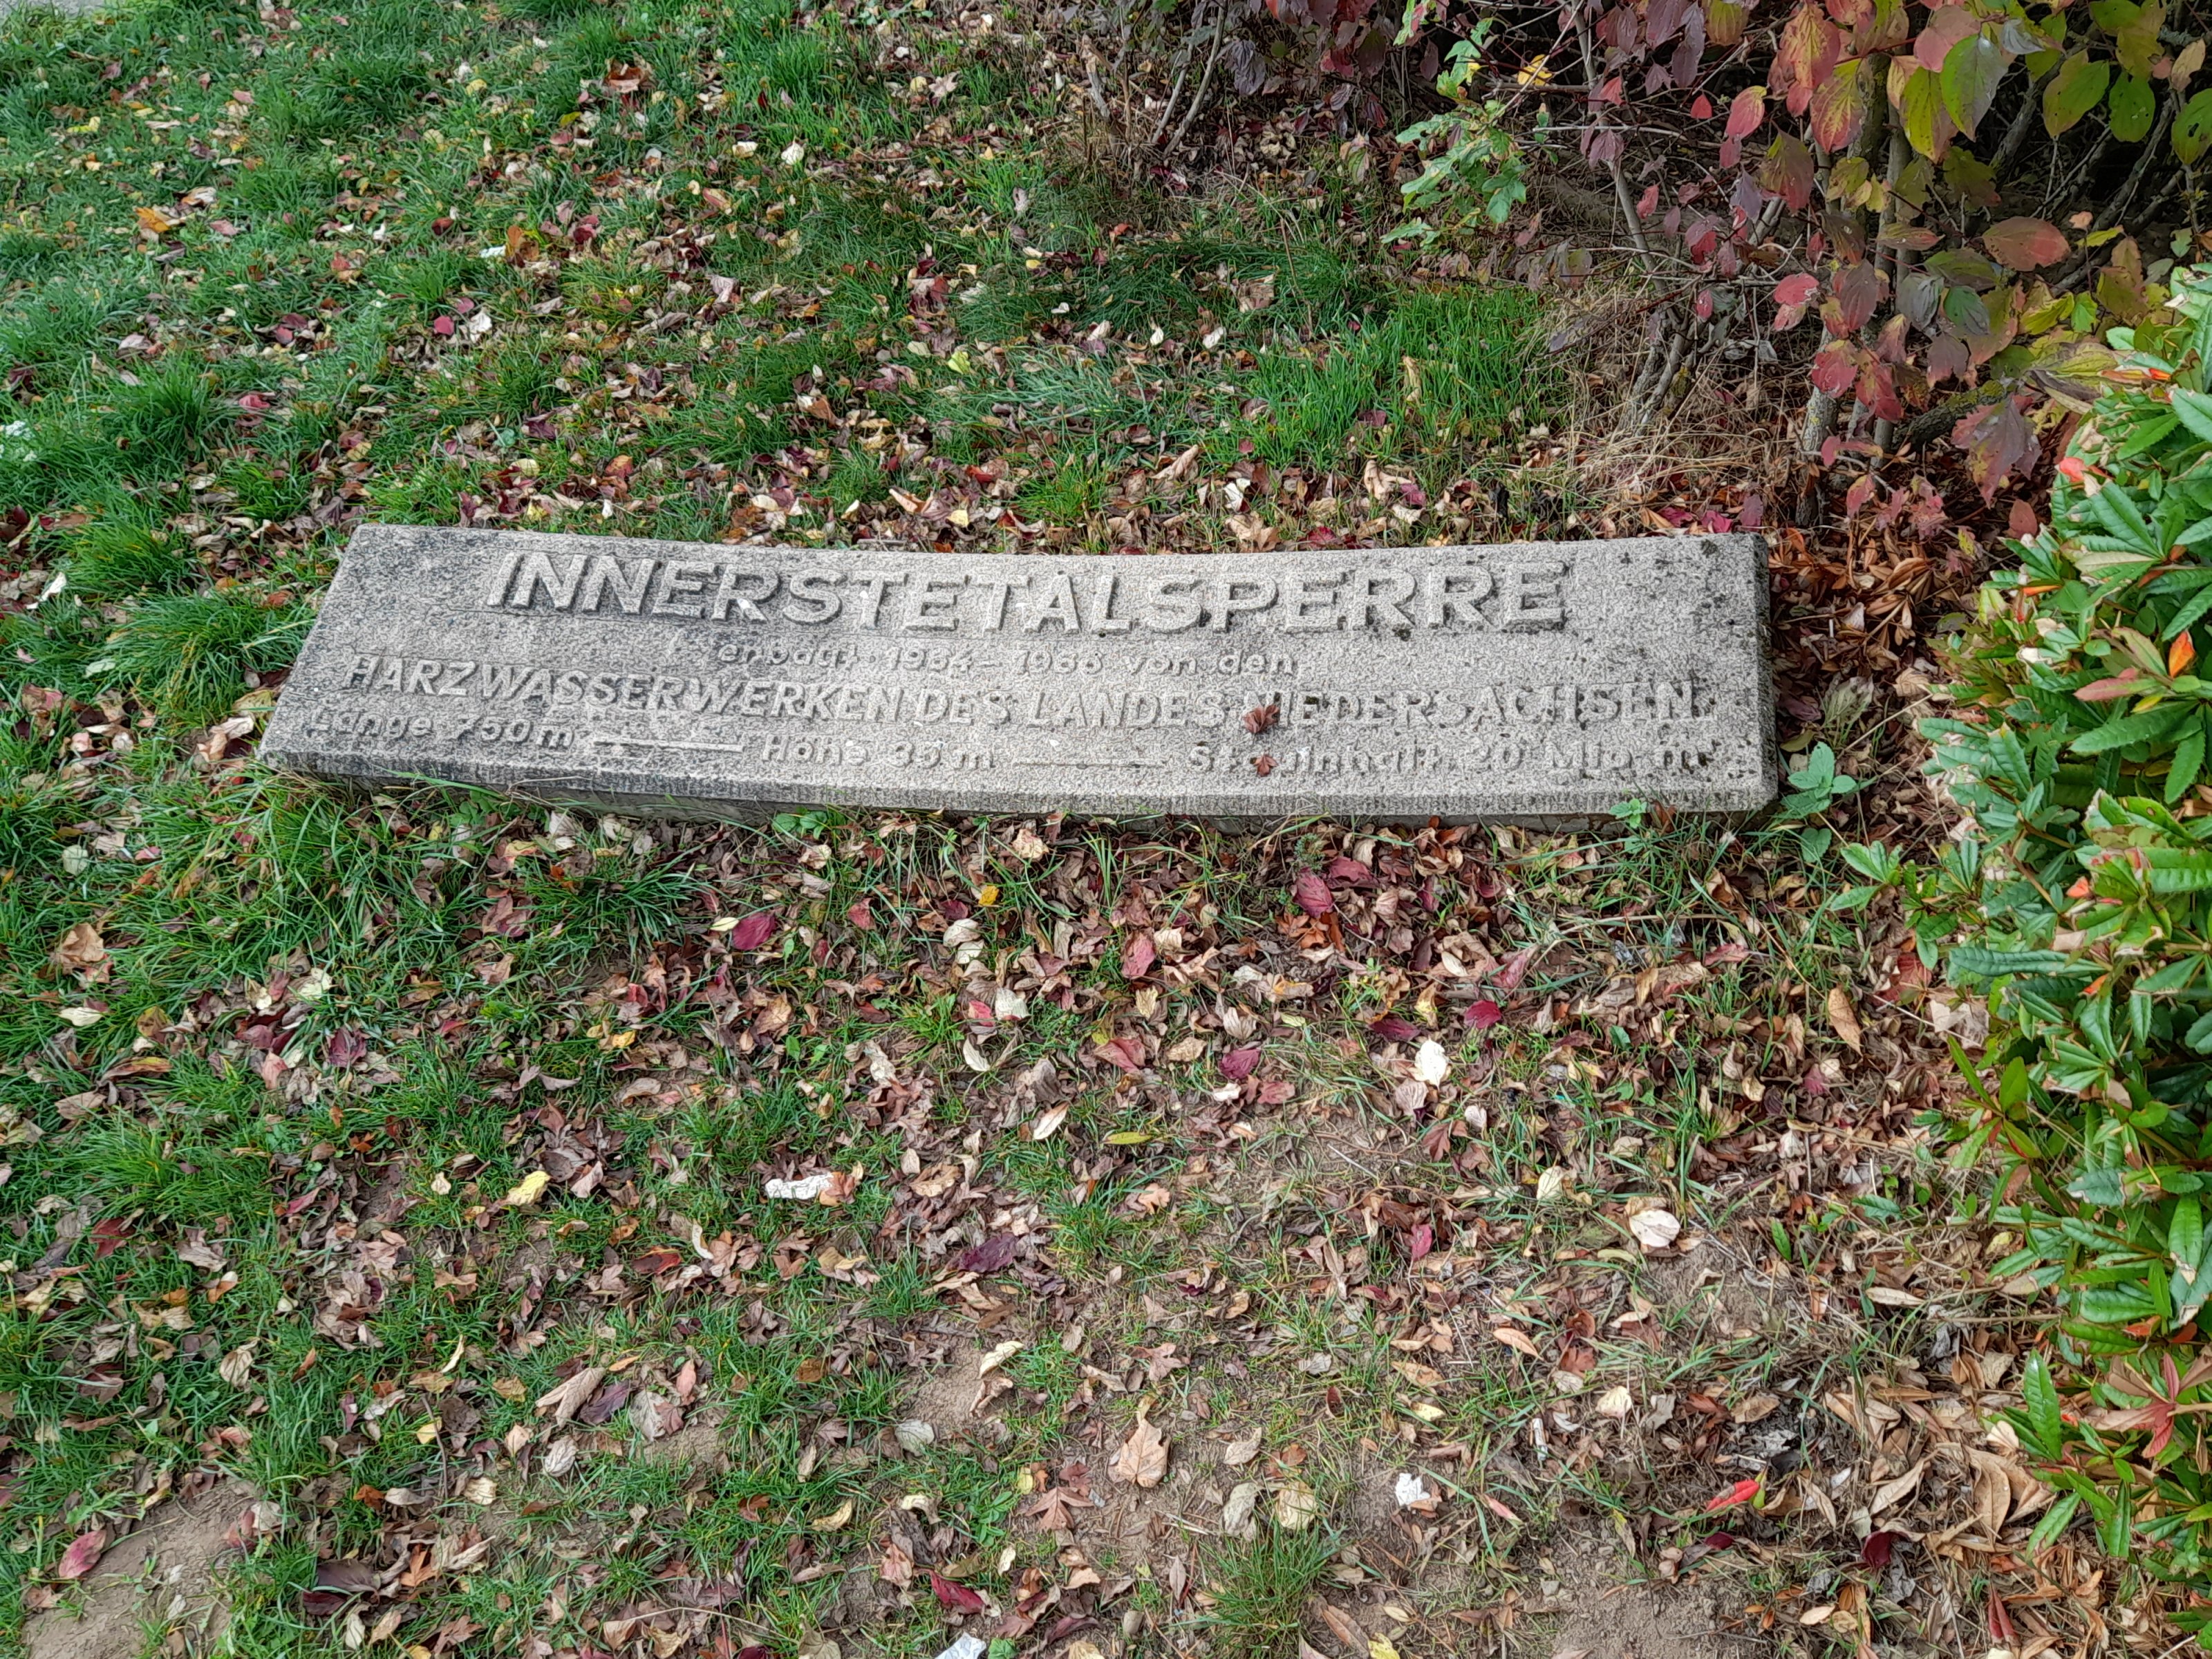 INNERSTETALSPERRE
erbaut 1964–1966 von den
HARZWASSERWERKEN DES LANDES NIEDERSACHSEN
Länge 750 m — Höhe 35 m — Stauinhalt 20 Mio m³